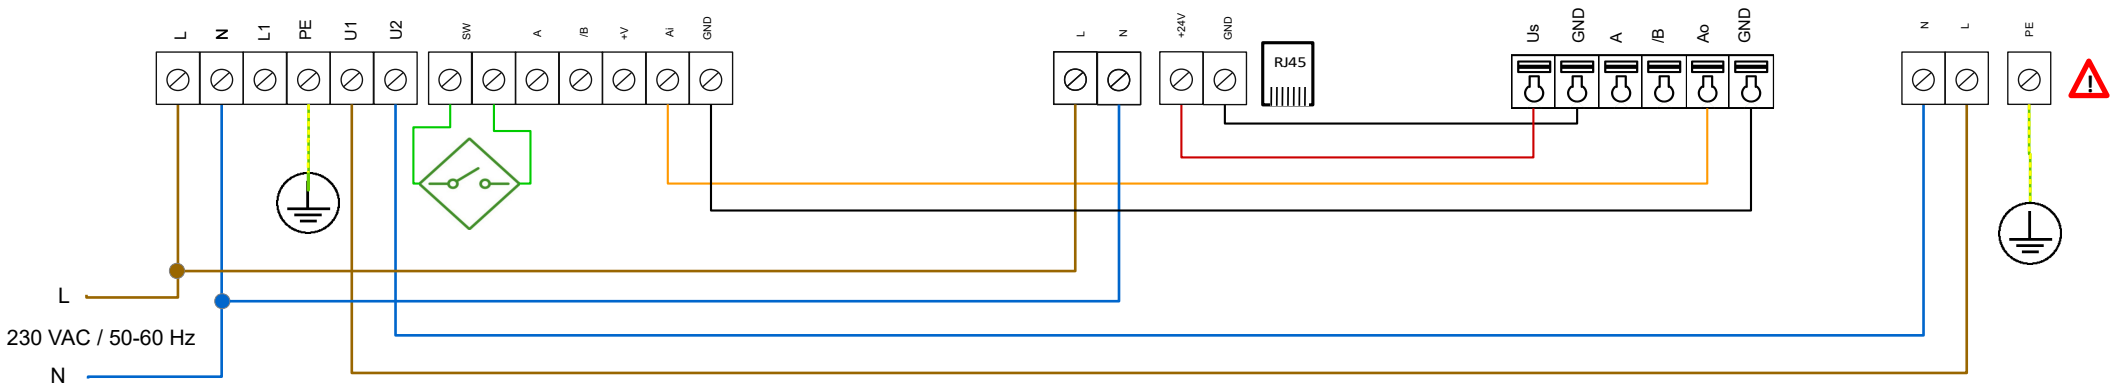 L N L1 PE U1 U2 SW A /B +V Ai GND L N +24V GND Us GND A /B Ao GND N L PE
RJ45
L
230 VAC / 50-60 Hz
N